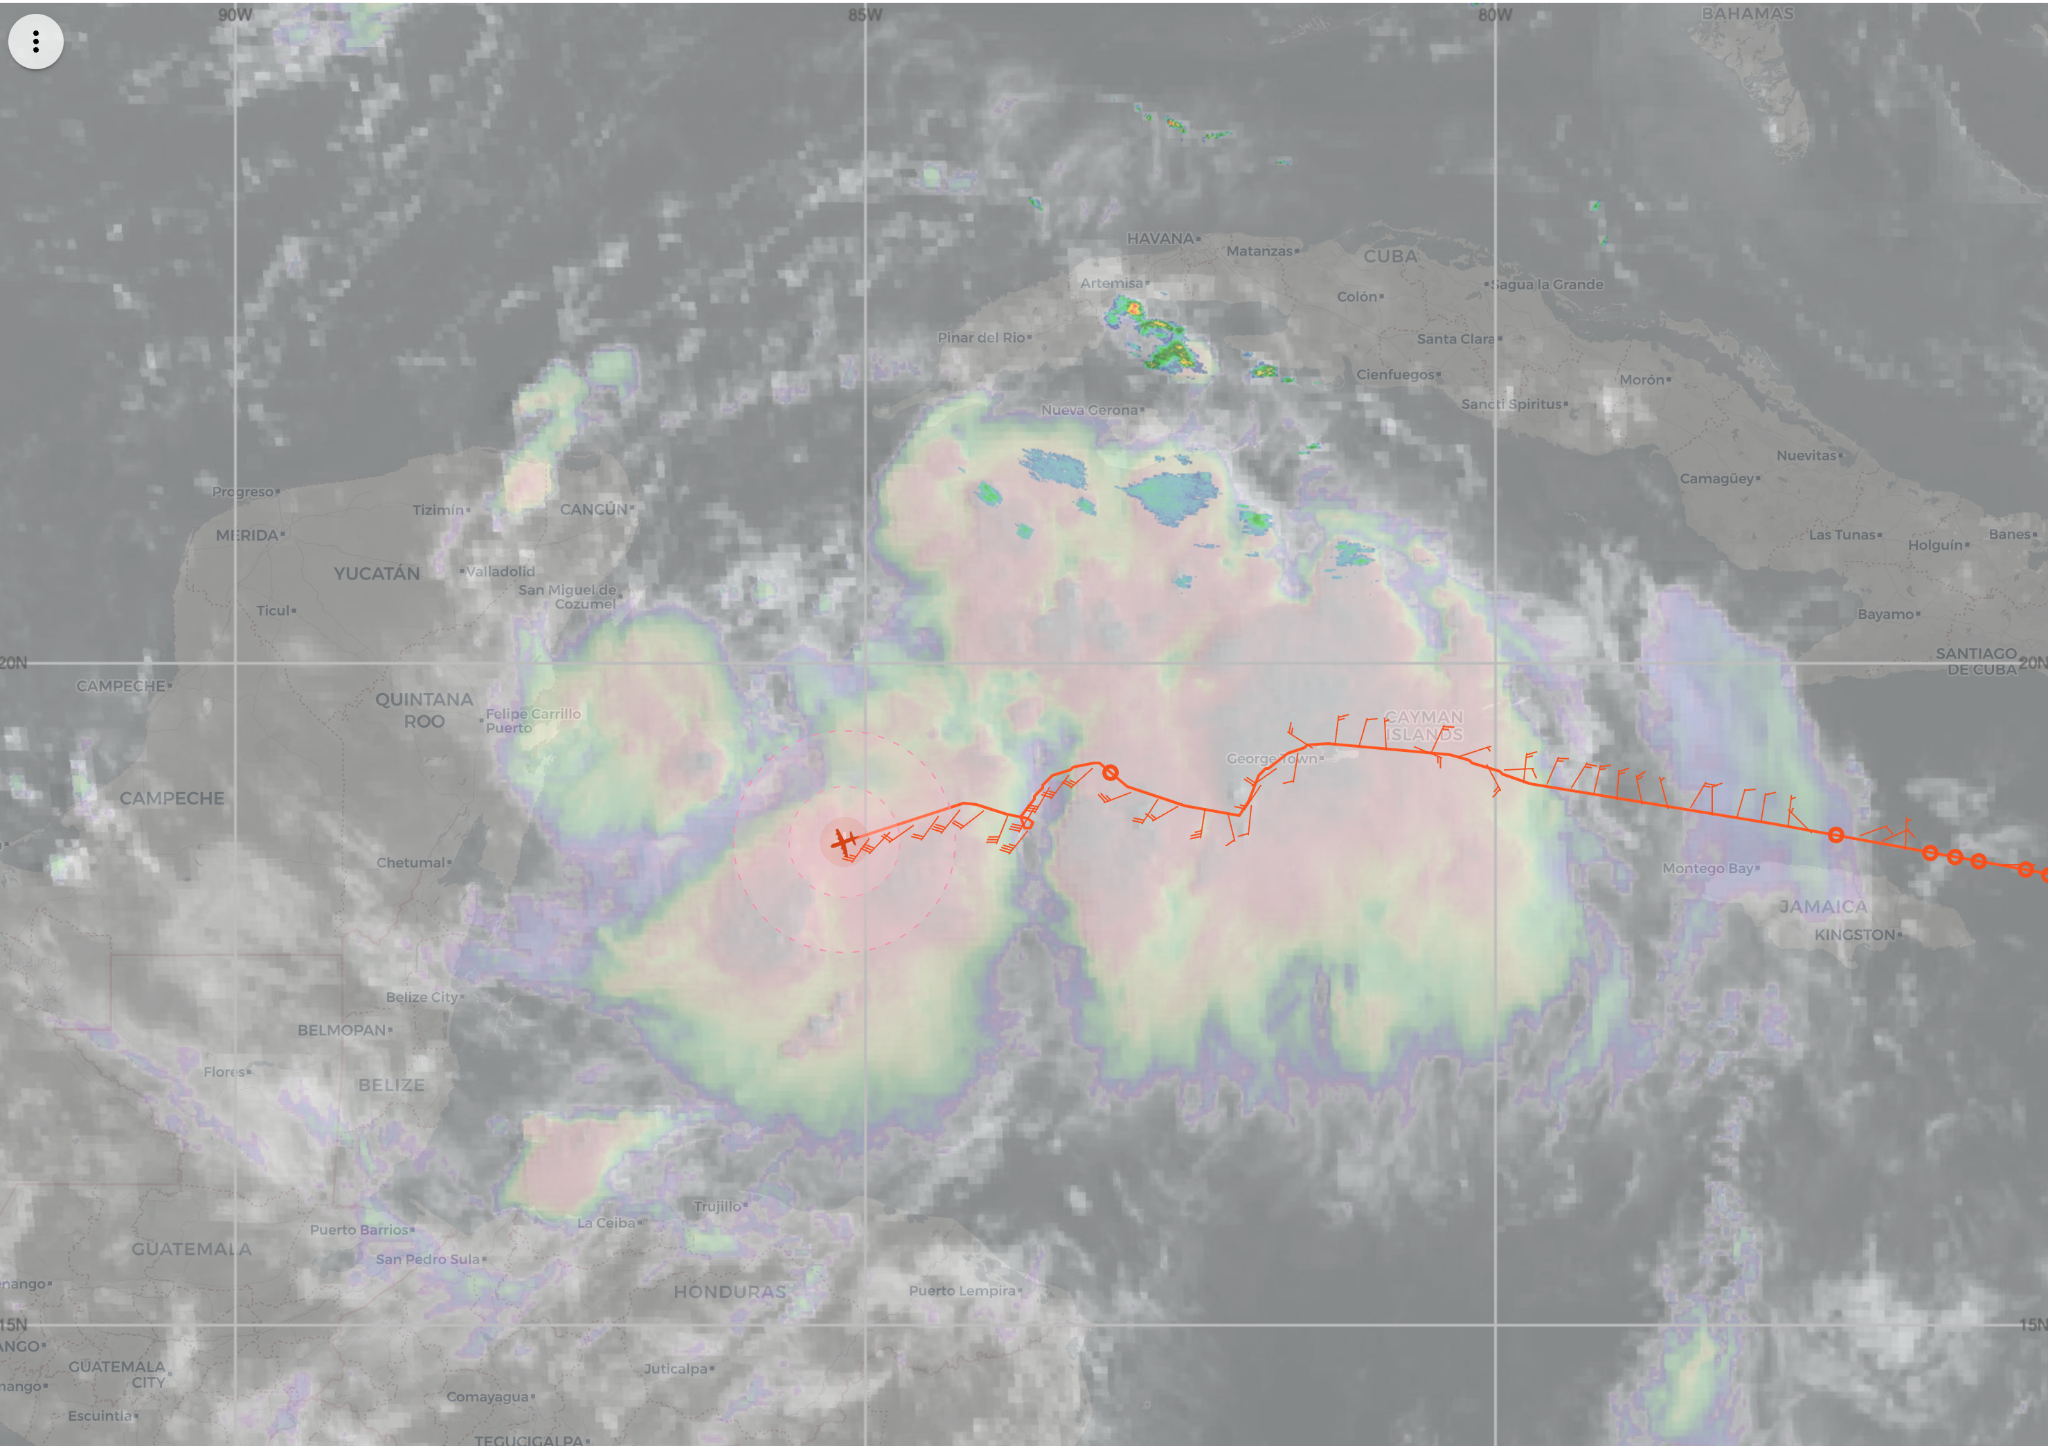 90W
85W
80W
BAHAMAS
HAVANA
Matanzas
CUBA
Artemisa
Sagua la Grande
Colón
Pinar del Rio
Santa Clara
Cienfuegos
Morón
Nueva Gerona
Sancti Spiritus
Nuevitas
Camagüey
Progreso
Tizimín
CANCÚN
MERIDA
Las Tunas
Holguín
Banes
YUCATÁN
Valladolid
San Miguel de
Cozumel
Ticul
Bayamo
20N
SANTIAGO
DE CUBA
20N
CAMPECHE
QUINTANA
ROO
Felipe Carrillo
Puerto
CAYMAN
ISLANDS
George Town
CAMPECHE
Chetumal
Montego Bay
JAMAICA
KINGSTON
Belize City
BELMOPAN
Flores
BELIZE
Trujillo
La Ceiba
Puerto Barrios
GUATEMALA
San Pedro Sula
enango
HONDURAS
Puerto Lempira
15N
15N
ANGO
GUATEMALA
CITY
Juticalpa
nango
Comayagua
Escuintla
TEGUCIGALPA